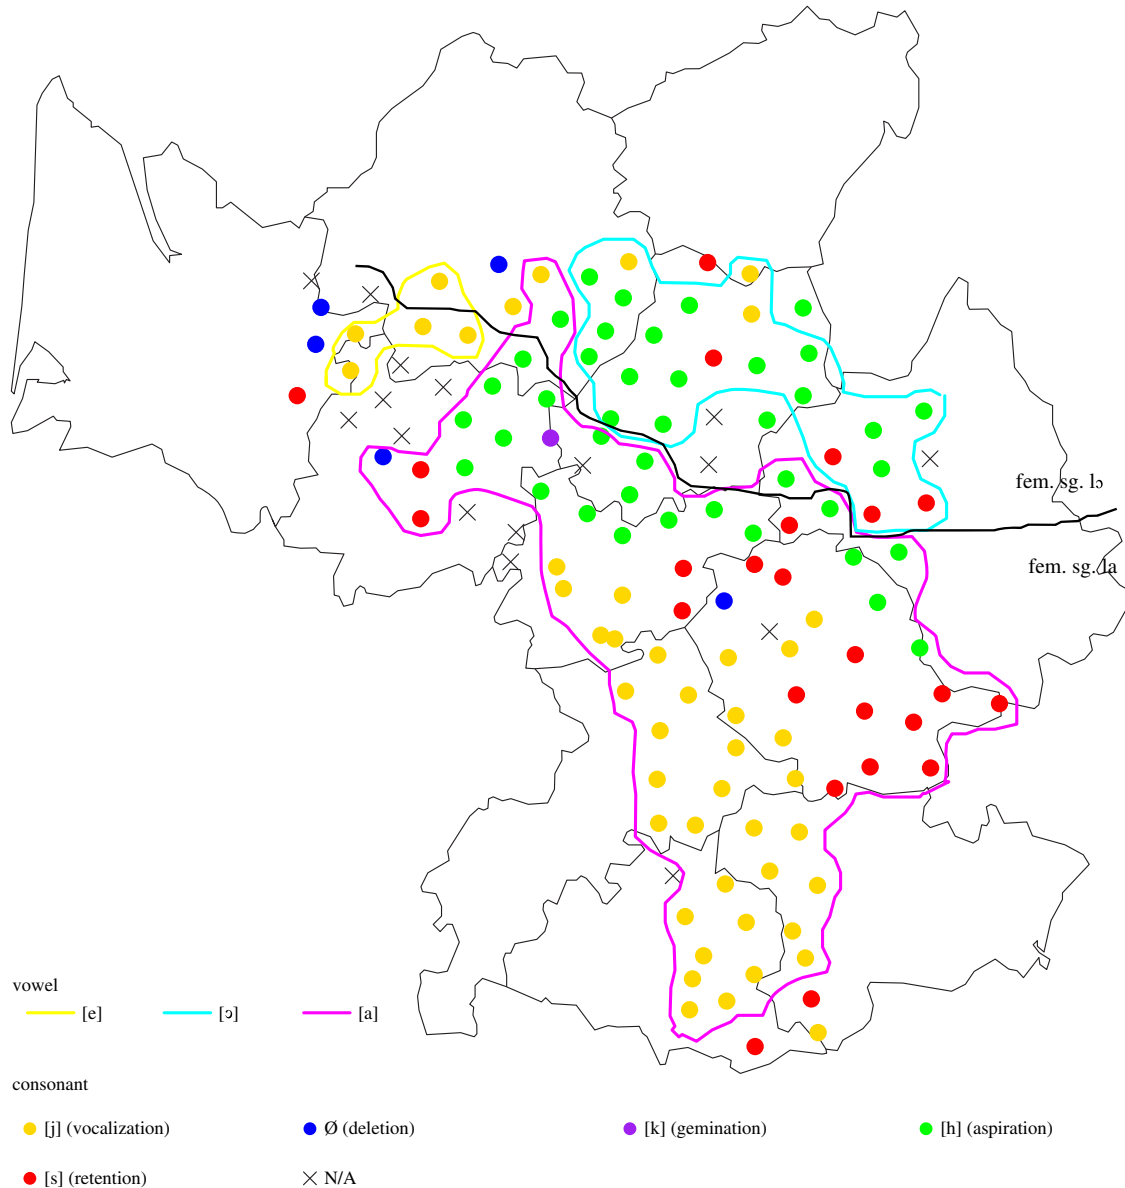 fem. sg. lɔ
fem. sg. la
vowel
[e] [ɔ] [a]
consonant
[j] (vocalization) Ø (deletion) [k] (gemination) [h] (aspiration)
[s] (retention) N/A